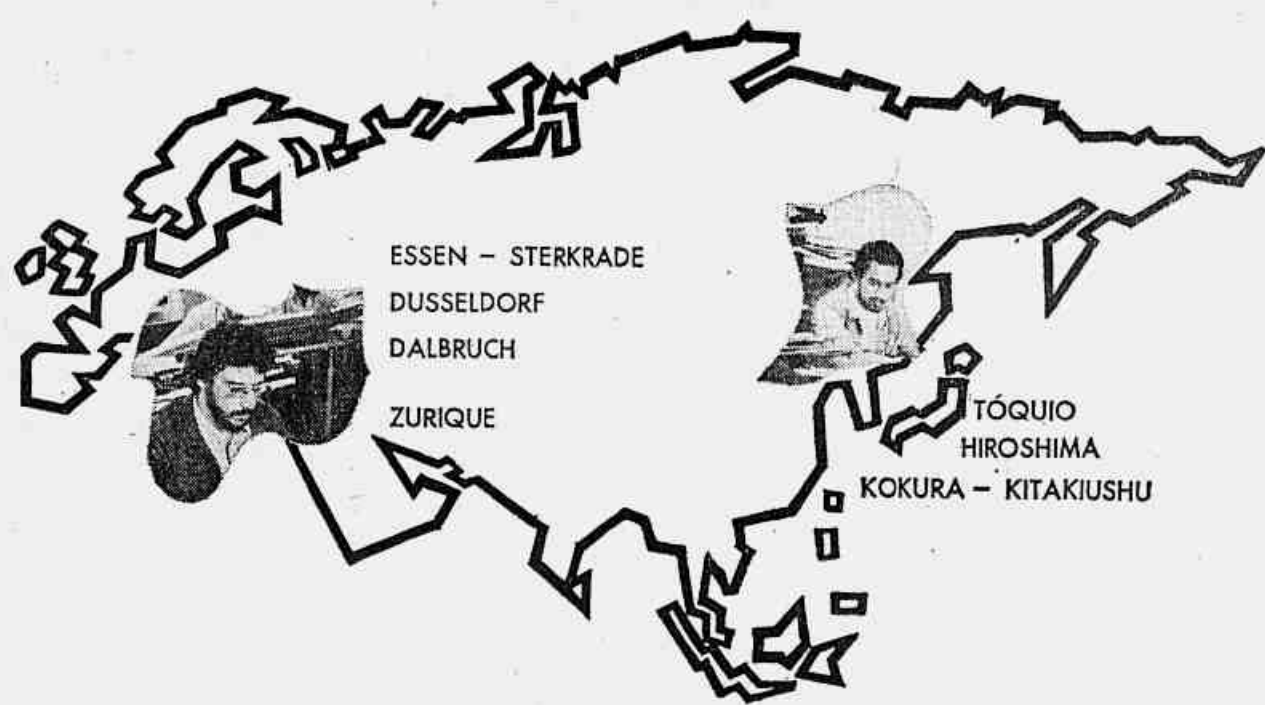 ESSEN – STERKRADE
DUSSELDORF
DALBRUCH
ZURIQUE
TÓQUIO
HIROSHIMA
KOKURA – KITAKIUSHU